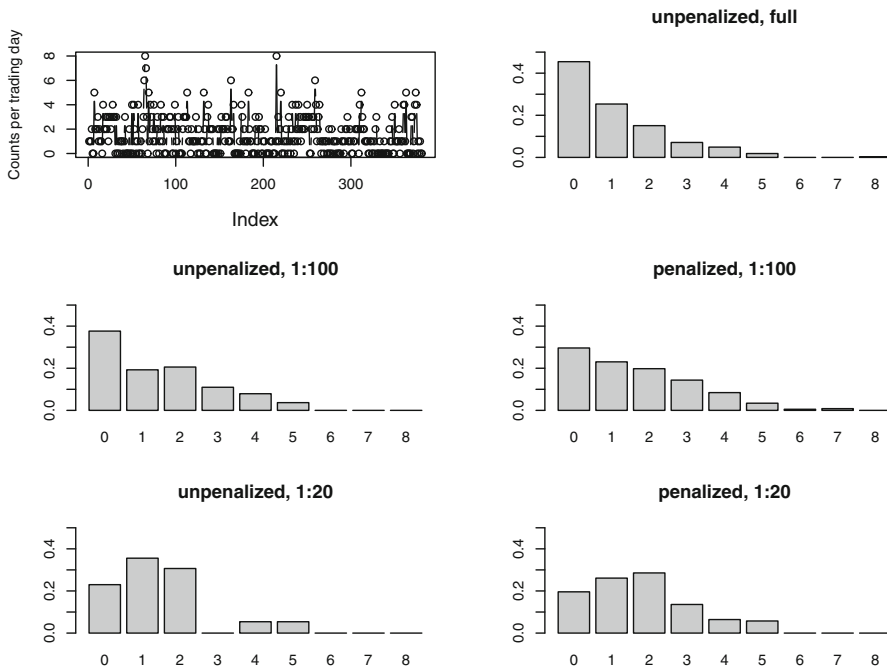 Counts per trading day
8
6
4
2
0
0 100 200 300
Index
unpenalized, full
0.4
0.2
0.0
0 1 2 3 4 5 6 7 8
unpenalized, 1:100
0.4
0.2
0.0
0 1 2 3 4 5 6 7 8
penalized, 1:100
0.4
0.2
0.0
0 1 2 3 4 5 6 7 8
unpenalized, 1:20
0.4
0.2
0.0
0 1 2 3 4 5 6 7 8
penalized, 1:20
0.4
0.2
0.0
0 1 2 3 4 5 6 7 8